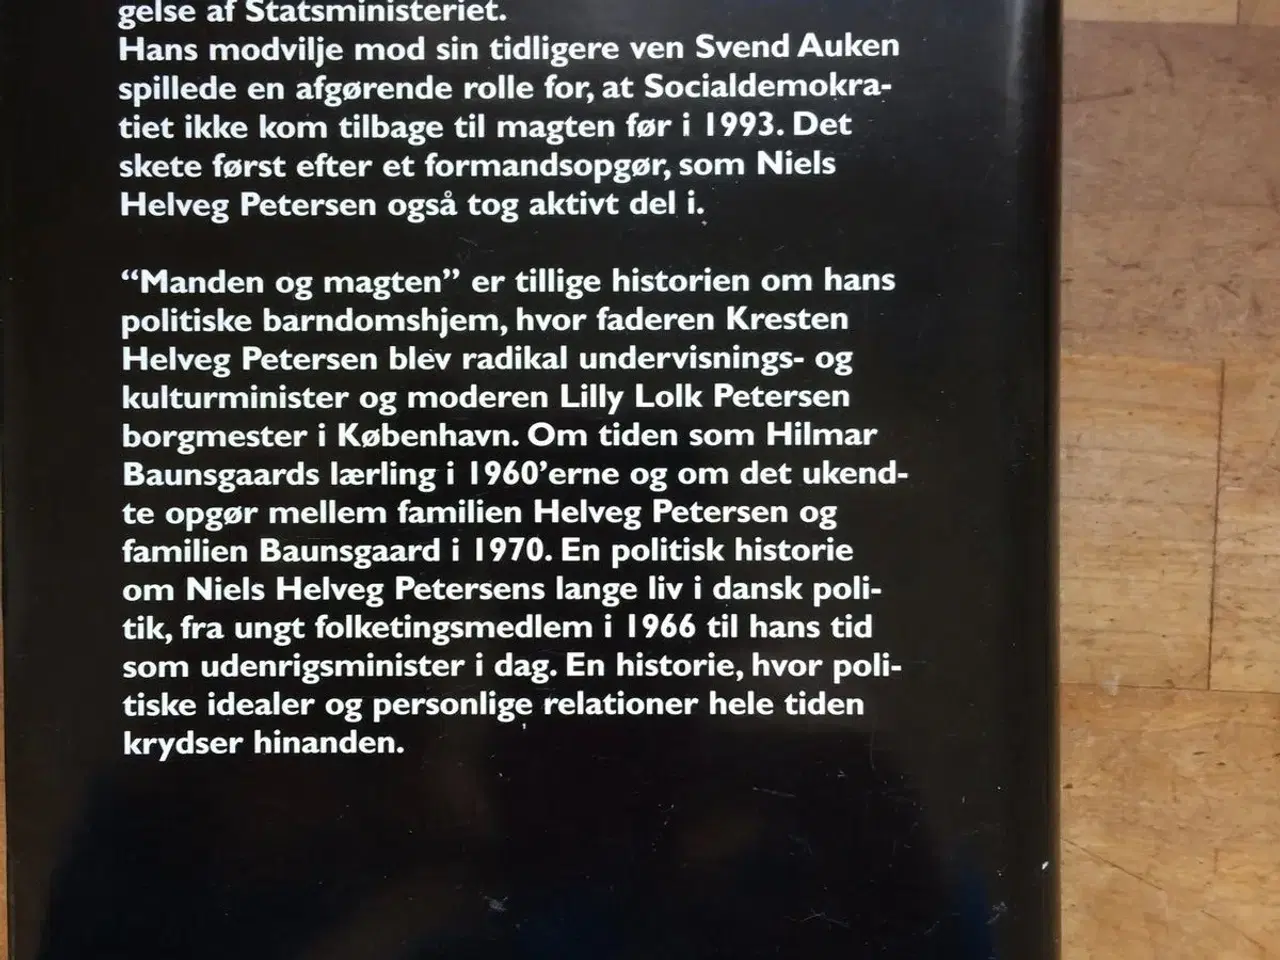 gelse af Statsministeriet.
Hans modvilje mod sin tidligere ven Svend Auken
spillede en afgørende rolle for, at Socialdemokra-
tiet ikke kom tilbage til magten før i 1993. Det
skete først efter et formandsopgør, som Niels
Helveg Petersen også tog aktivt del i.
“Manden og magten” er tillige historien om hans
politiske barndomshjem, hvor faderen Kresten
Helveg Petersen blev radikal undervisnings- og
kulturminister og moderen Lilly Lolk Petersen
borgmester i København. Om tiden som Hilmar
Baunsgaards lærling i 1960’erne og om det ukend-
te opgør mellem familien Helveg Petersen og
familien Baunsgaard i 1970. En politisk historie
om Niels Helveg Petersens lange liv i dansk poli-
tik, fra ungt folketingsmedlem i 1966 til hans tid
som udenrigsminister i dag. En historie, hvor poli-
tiske idealer og personlige relationer hele tiden
krydser hinanden.